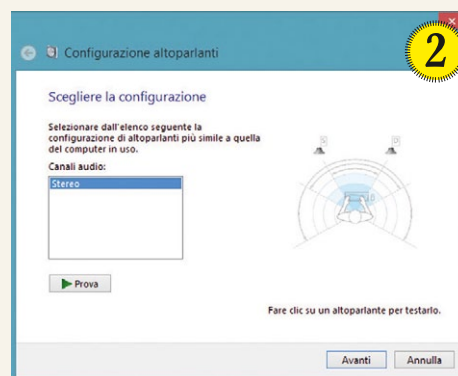 2
Configurazione altoparlanti
Scegliere la configurazione
Selezionare dall'elenco seguente la
configurazione di altoparlanti più simile a quella
del computer in uso.
Canali audio:
Stereo
Prova
Fare clic su un altoparlante per testarlo.
Avanti
Annulla